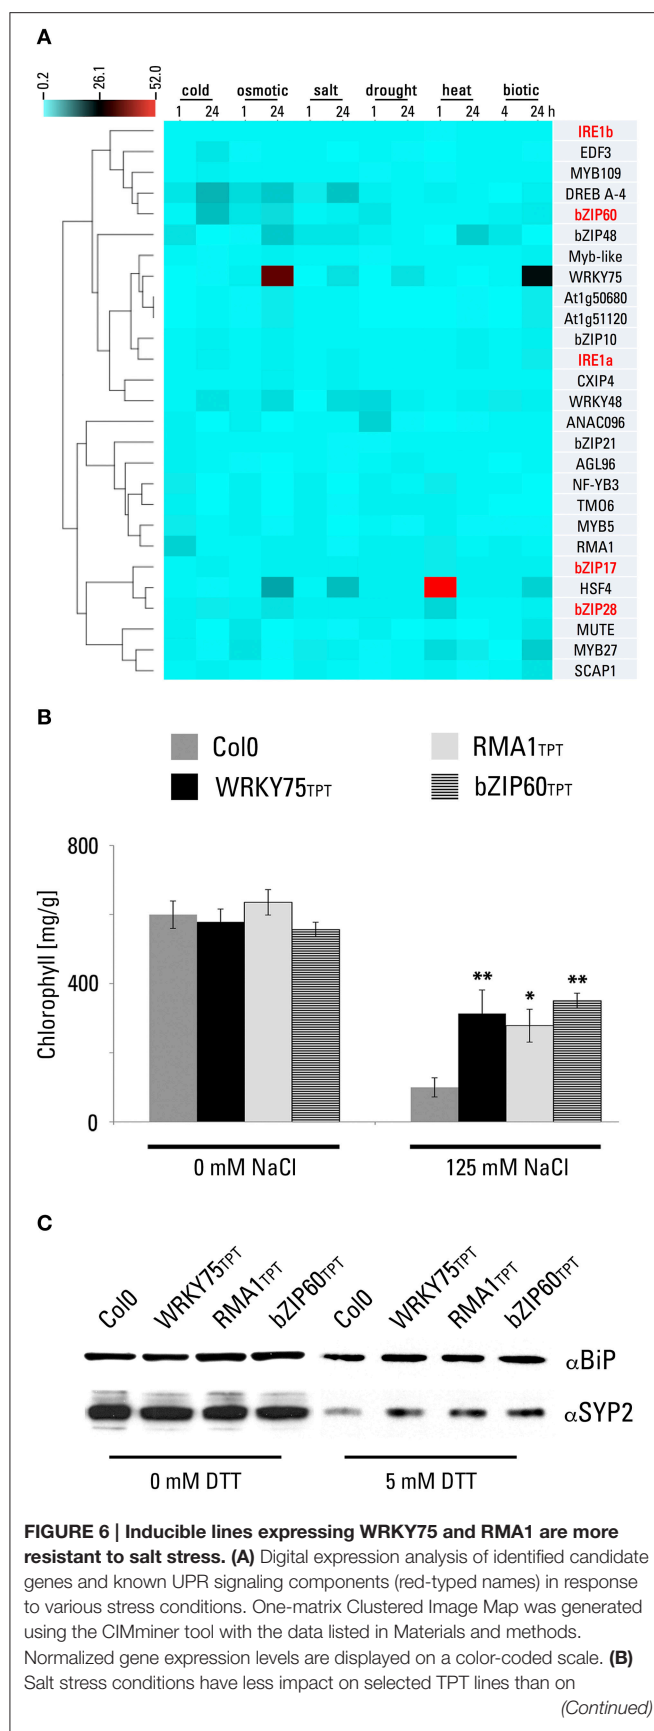 A
0.2
26.1
52.0
cold osmotic salt drought heat biotic
1 24 1 24 1 24 1 24 1 24 4 24 h
IRE1b
EDF3
MYB109
DREB A-4
bZIP60
bZIP48
Myb-like
WRKY75
At1g50680
At1g51120
bZIP10
IRE1a
CXIP4
WRKY48
ANAC096
bZIP21
AGL96
NF-YB3
TMO6
MYB5
RMA1
bZIP17
HSF4
bZIP28
MUTE
MYB27
SCAP1
B
Col0 RMA1TPT
WRKY75TPT bZIP60TPT
Chlorophyll [mg/g]
800
400
0
** * **
0 mM NaCl 125 mM NaCl
C
Col0 WRKY75TPT RMA1TPT bZIP60TPT Col0 WRKY75TPT RMA1TPT bZIP60TPT
αBiP
αSYP2
0 mM DTT 5 mM DTT
FIGURE 6 | Inducible lines expressing WRKY75 and RMA1 are more
resistant to salt stress. (A) Digital expression analysis of identified candidate
genes and known UPR signaling components (red-typed names) in response
to various stress conditions. One-matrix Clustered Image Map was generated
using the CIMminer tool with the data listed in Materials and methods.
Normalized gene expression levels are displayed on a color-coded scale. (B)
Salt stress conditions have less impact on selected TPT lines than on
(Continued)